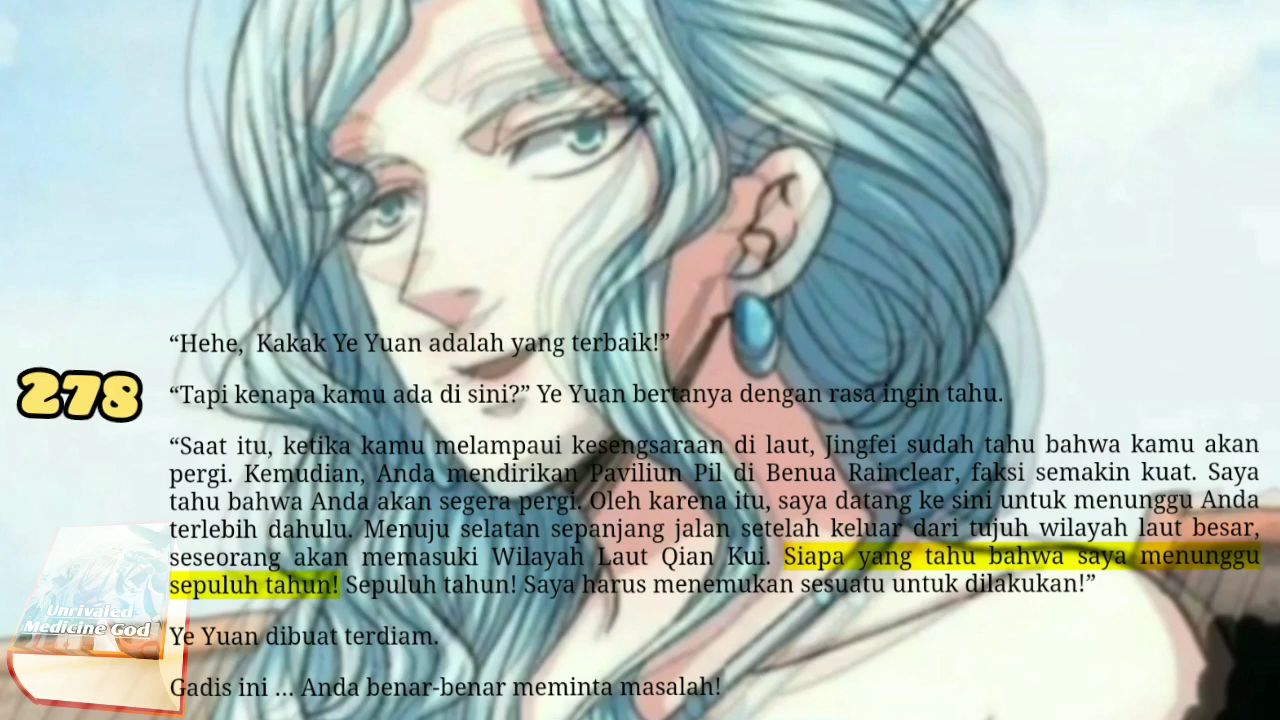 “Hehe,  Kakak Ye Yuan adalah yang terbaik!”
278
“Tapi kenapa kamu ada di sini?” Ye Yuan bertanya dengan rasa ingin tahu.
“Saat itu, ketika kamu melampaui kesengsaraan di laut, Jingfei sudah tahu bahwa kamu akan
pergi. Kemudian, Anda mendirikan Paviliun Pil di Benua Rainclear, faksi semakin kuat. Saya
tahu bahwa Anda akan segera pergi. Oleh karena itu, saya datang ke sini untuk menunggu Anda
terlebih dahulu. Menuju selatan sepanjang jalan setelah keluar dari tujuh wilayah laut besar,
seseorang akan memasuki Wilayah Laut Qian Kui. Siapa yang tahu bahwa saya menunggu
sepuluh tahun! Sepuluh tahun! Saya harus menemukan sesuatu untuk dilakukan!”
Unrivaled
Medicine God
Ye Yuan dibuat terdiam.
Gadis ini … Anda benar-benar meminta masalah!